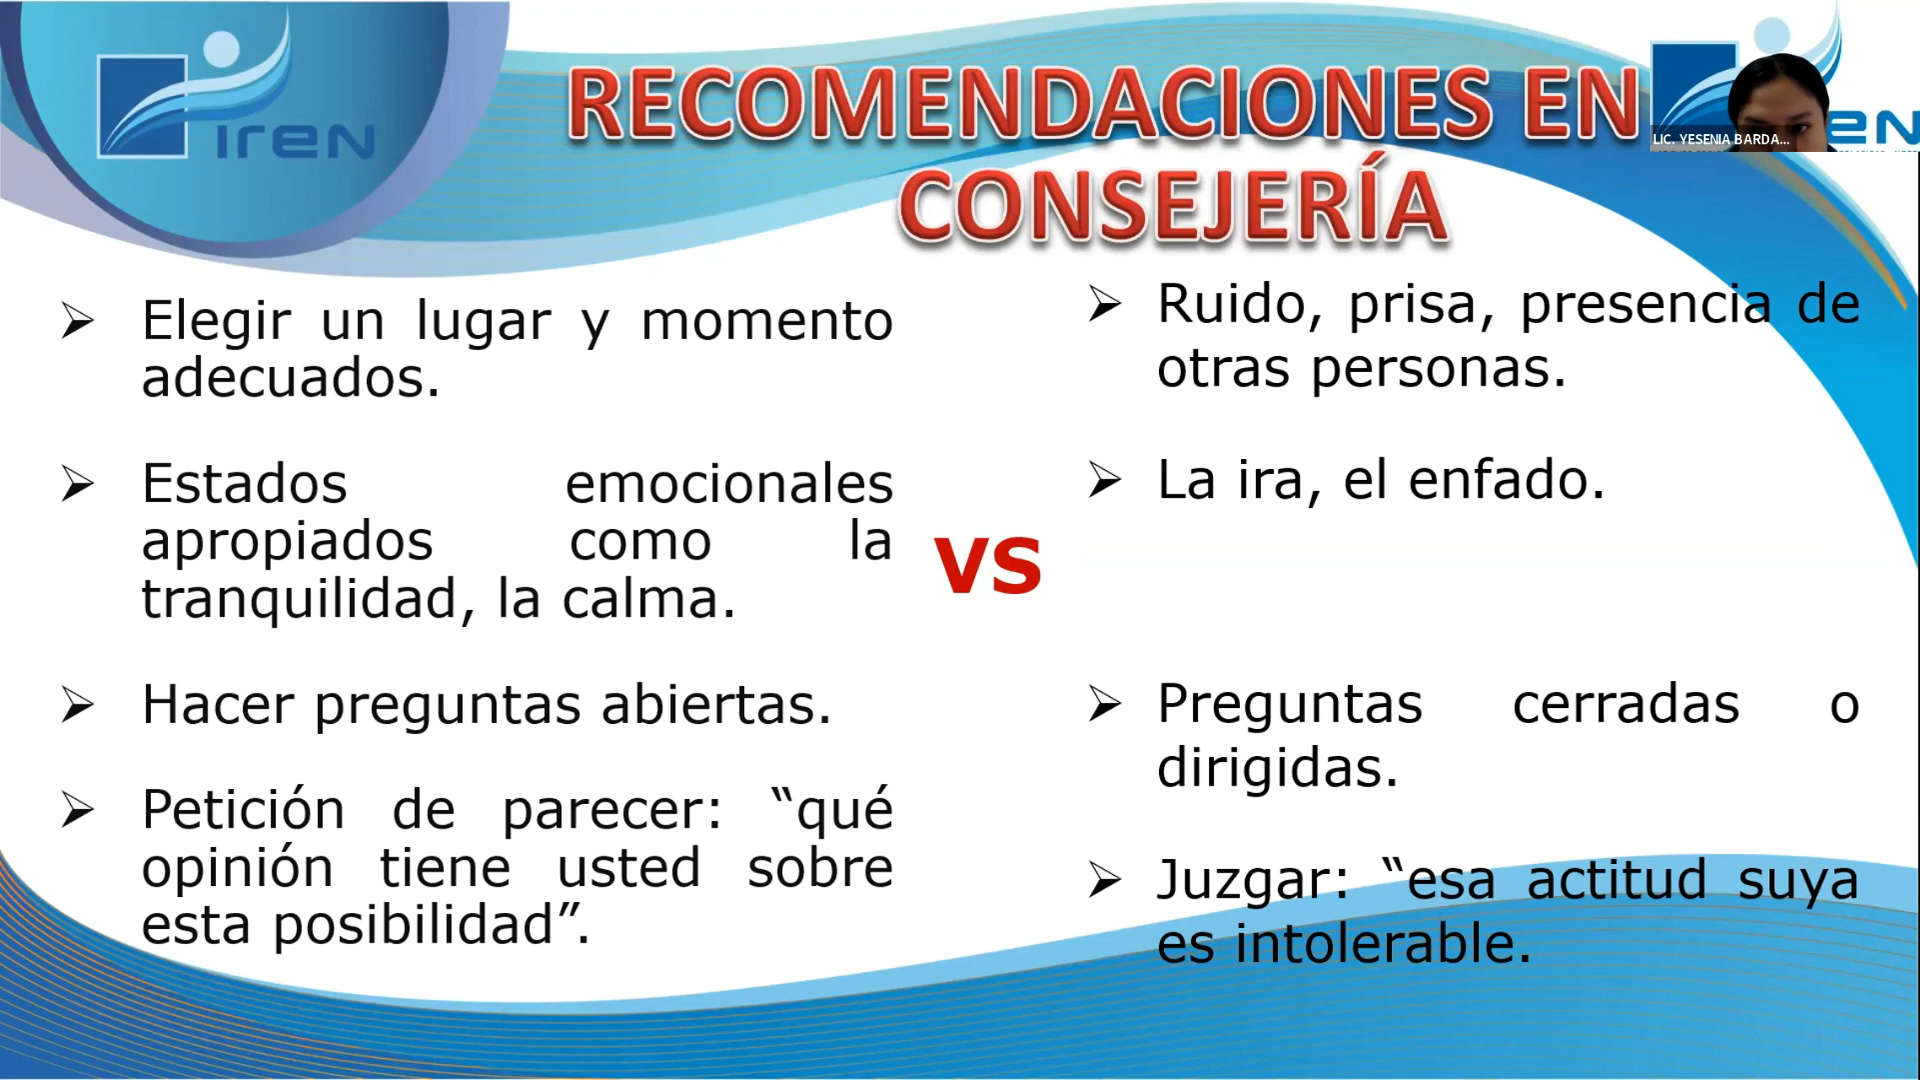 iren
RECOMENDACIONES EN
CONSEJERÍA
en
LIC. YESENIA BARDA...
➢ Elegir un lugar y momento
adecuados.
➢ Estados emocionales
apropiados como la
tranquilidad, la calma.
➢ Hacer preguntas abiertas.
➢ Petición de parecer: “qué
opinión tiene usted sobre
esta posibilidad”.
vs
➢ Ruido, prisa, presencia de
otras personas.
➢ La ira, el enfado.
➢ Preguntas cerradas o
dirigidas.
➢ Juzgar: “esa actitud suya
es intolerable.